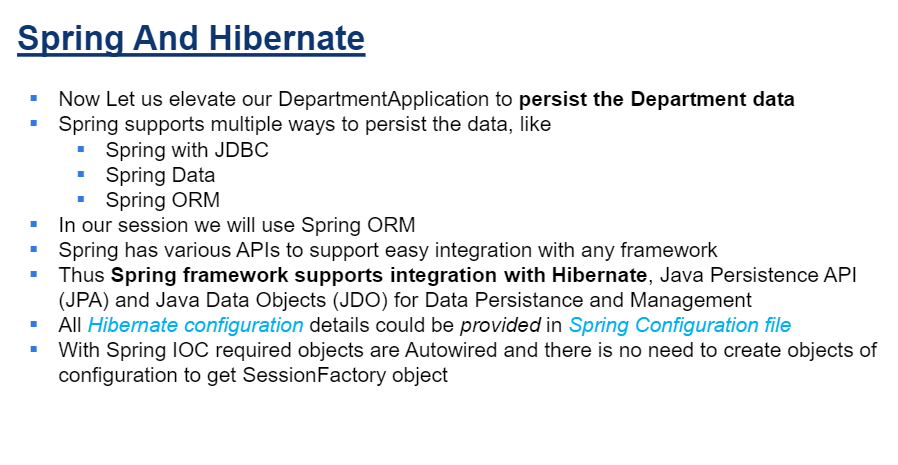 Spring And Hibernate
Now Let us elevate our DepartmentApplication to persist the Department data
Spring supports multiple ways to persist the data, like
Spring with JDBC
Spring Data
Spring ORM
In our session we will use Spring ORM
Spring has various APIs to support easy integration with any framework
Thus Spring framework supports integration with Hibernate, Java Persistence API
(JPA) and Java Data Objects (JDO) for Data Persistance and Management
All Hibernate configuration details could be provided in Spring Configuration file
With Spring IOC required objects are Autowired and there is no need to create objects of
configuration to get SessionFactory object